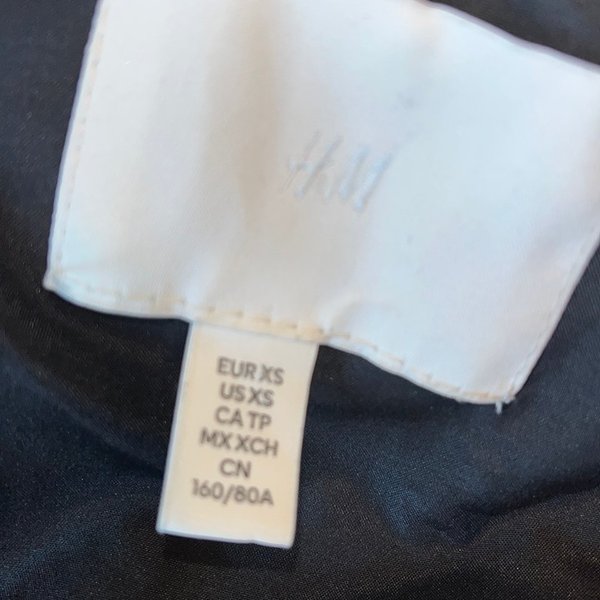 H&M
EUR XS
US XS
CA TP
MX XCH
CN
160/80A